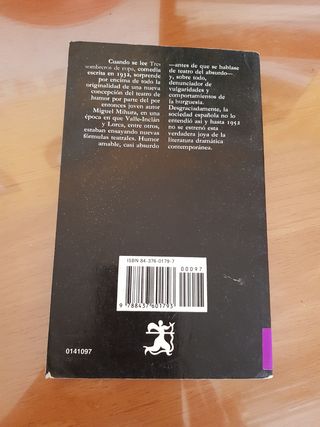 Cuando se lee Tres
sombreros de copa, comedia
escrita en 1932, sorprende
por encima de todo la
originalidad de una nueva
concepción del teatro de
humor por parte del por
entonces joven autor
Miguel Mihura, en una
época en que Valle-Inclán
y Lorca, entre otros,
estaban ensayando nuevas
fórmulas teatrales. Humor
amable, casi absurdo
—antes de que se hablase
de teatro del absurdo—
y, sobre todo,
denunciador de
vulgaridades y
comportamientos de
la burguesía.
Desgraciadamente, la
sociedad española no lo
entendió así y hasta 1952
no se estrenó esta
verdadera joya de la
literatura dramática
contemporánea.
ISBN 84-376-0179-7
00097
9 788437 601793
0141097